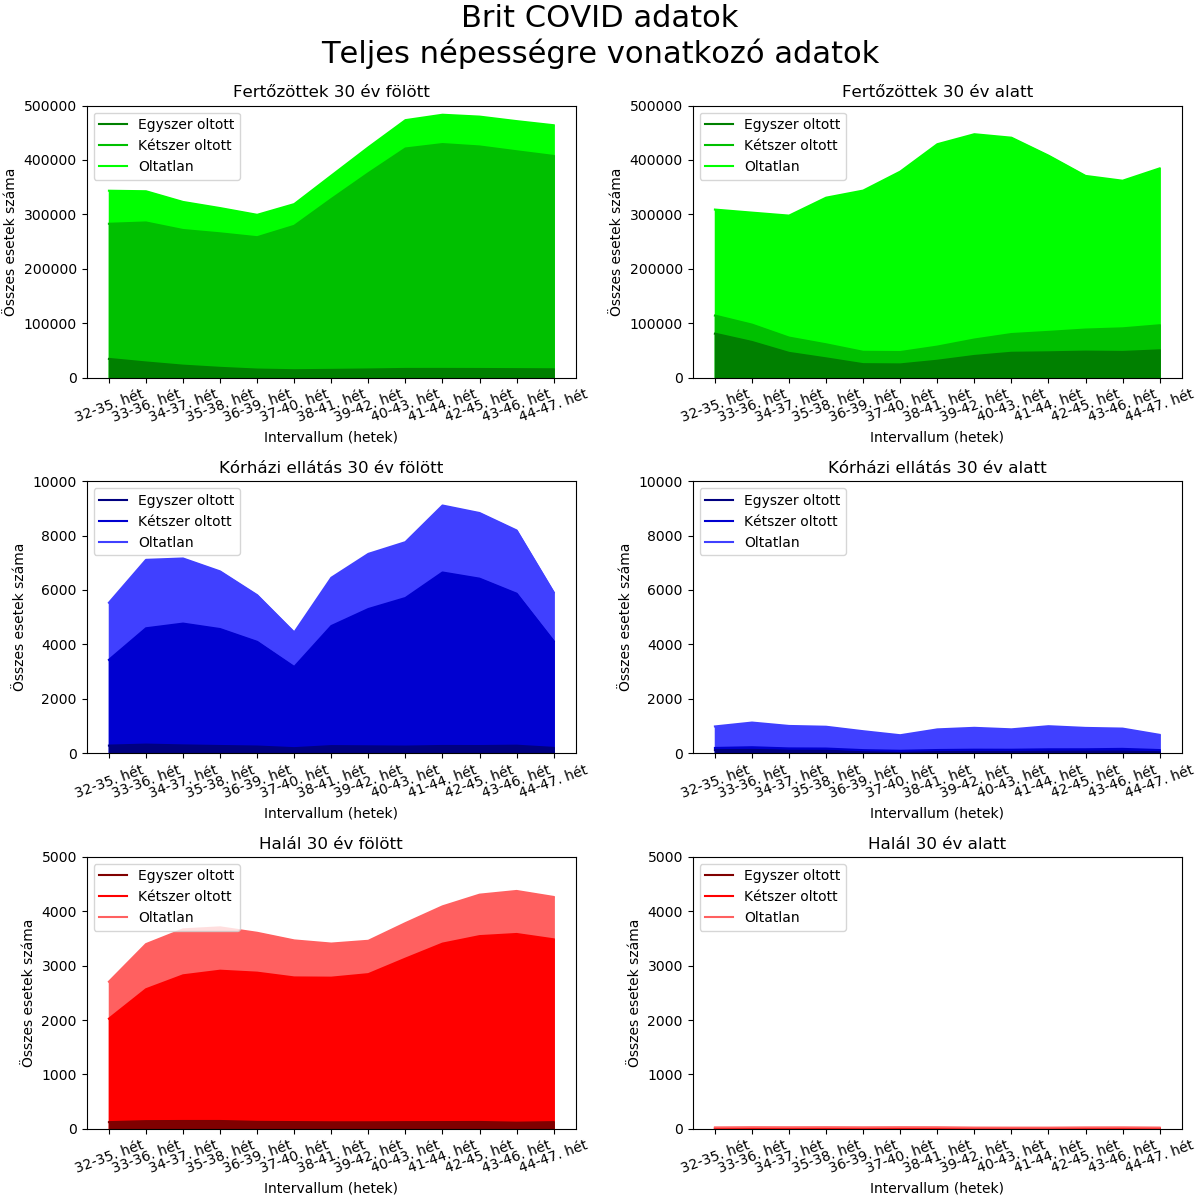 Brit COVID adatok
Teljes népességre vonatkozó adatok
Fertőzöttek 30 év fölött
Összes esetek száma
500000
400000
300000
200000
100000
0
Egyszer oltott
Kétszer oltott
Oltatlan
32-35. hét
33-36. hét
34-37. hét
35-38. hét
36-39. hét
37-40. hét
38-41. hét
39-42. hét
40-43. hét
41-44. hét
42-45. hét
43-46. hét
44-47. hét
Intervallum (hetek)
Fertőzöttek 30 év alatt
Összes esetek száma
500000
400000
300000
200000
100000
0
Egyszer oltott
Kétszer oltott
Oltatlan
32-35. hét
33-36. hét
34-37. hét
35-38. hét
36-39. hét
37-40. hét
38-41. hét
39-42. hét
40-43. hét
41-44. hét
42-45. hét
43-46. hét
44-47. hét
Intervallum (hetek)
Kórházi ellátás 30 év fölött
Összes esetek száma
10000
8000
6000
4000
2000
0
Egyszer oltott
Kétszer oltott
Oltatlan
32-35. hét
33-36. hét
34-37. hét
35-38. hét
36-39. hét
37-40. hét
38-41. hét
39-42. hét
40-43. hét
41-44. hét
42-45. hét
43-46. hét
44-47. hét
Intervallum (hetek)
Kórházi ellátás 30 év alatt
Összes esetek száma
10000
8000
6000
4000
2000
0
Egyszer oltott
Kétszer oltott
Oltatlan
32-35. hét
33-36. hét
34-37. hét
35-38. hét
36-39. hét
37-40. hét
38-41. hét
39-42. hét
40-43. hét
41-44. hét
42-45. hét
43-46. hét
44-47. hét
Intervallum (hetek)
Halál 30 év fölött
Összes esetek száma
5000
4000
3000
2000
1000
0
Egyszer oltott
Kétszer oltott
Oltatlan
32-35. hét
33-36. hét
34-37. hét
35-38. hét
36-39. hét
37-40. hét
38-41. hét
39-42. hét
40-43. hét
41-44. hét
42-45. hét
43-46. hét
44-47. hét
Intervallum (hetek)
Halál 30 év alatt
Összes esetek száma
5000
4000
3000
2000
1000
0
Egyszer oltott
Kétszer oltott
Oltatlan
32-35. hét
33-36. hét
34-37. hét
35-38. hét
36-39. hét
37-40. hét
38-41. hét
39-42. hét
40-43. hét
41-44. hét
42-45. hét
43-46. hét
44-47. hét
Intervallum (hetek)